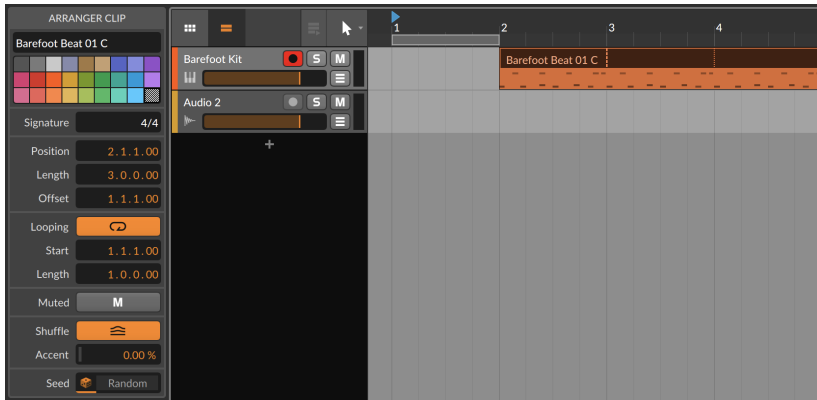 ARRANGER CLIP
Barefoot Beat 01 C
Signature 4/4
Position 2.1.1.00
Length 3.0.0.00
Offset 1.1.1.00
Looping
Start 1.1.1.00
Length 1.0.0.00
Muted M
Shuffle
Accent 0.00 %
Seed Random
1 2 3 4
Barefoot Kit S M
Audio 2 S M
+
Barefoot Beat 01 C